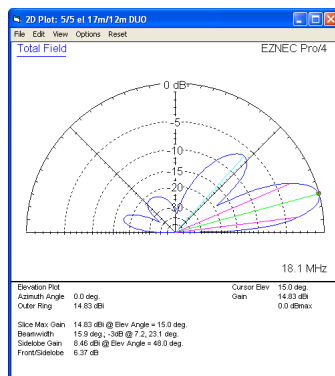 2D Plot: 5/5 el 17m/12m DUO
File Edit View Options Reset
Total Field
EZNEC Pro/4
0 dB
-5
-10
-15
-20
-30
18.1 MHz
Elevation Plot
Azimuth Angle 0.0 deg.
Outer Ring 14.83 dBi
Cursor Elev 15.0 deg.
Gain 14.83 dBi
0.0 dBmax
Slice Max Gain 14.83 dBi @ Elev Angle = 15.0 deg.
Beamwidth 15.9 deg.; -3dB @ 7.2, 23.1 deg.
Sidelobe Gain 8.46 dBi @ Elev Angle = 48.0 deg.
Front/Sidelobe 6.37 dB